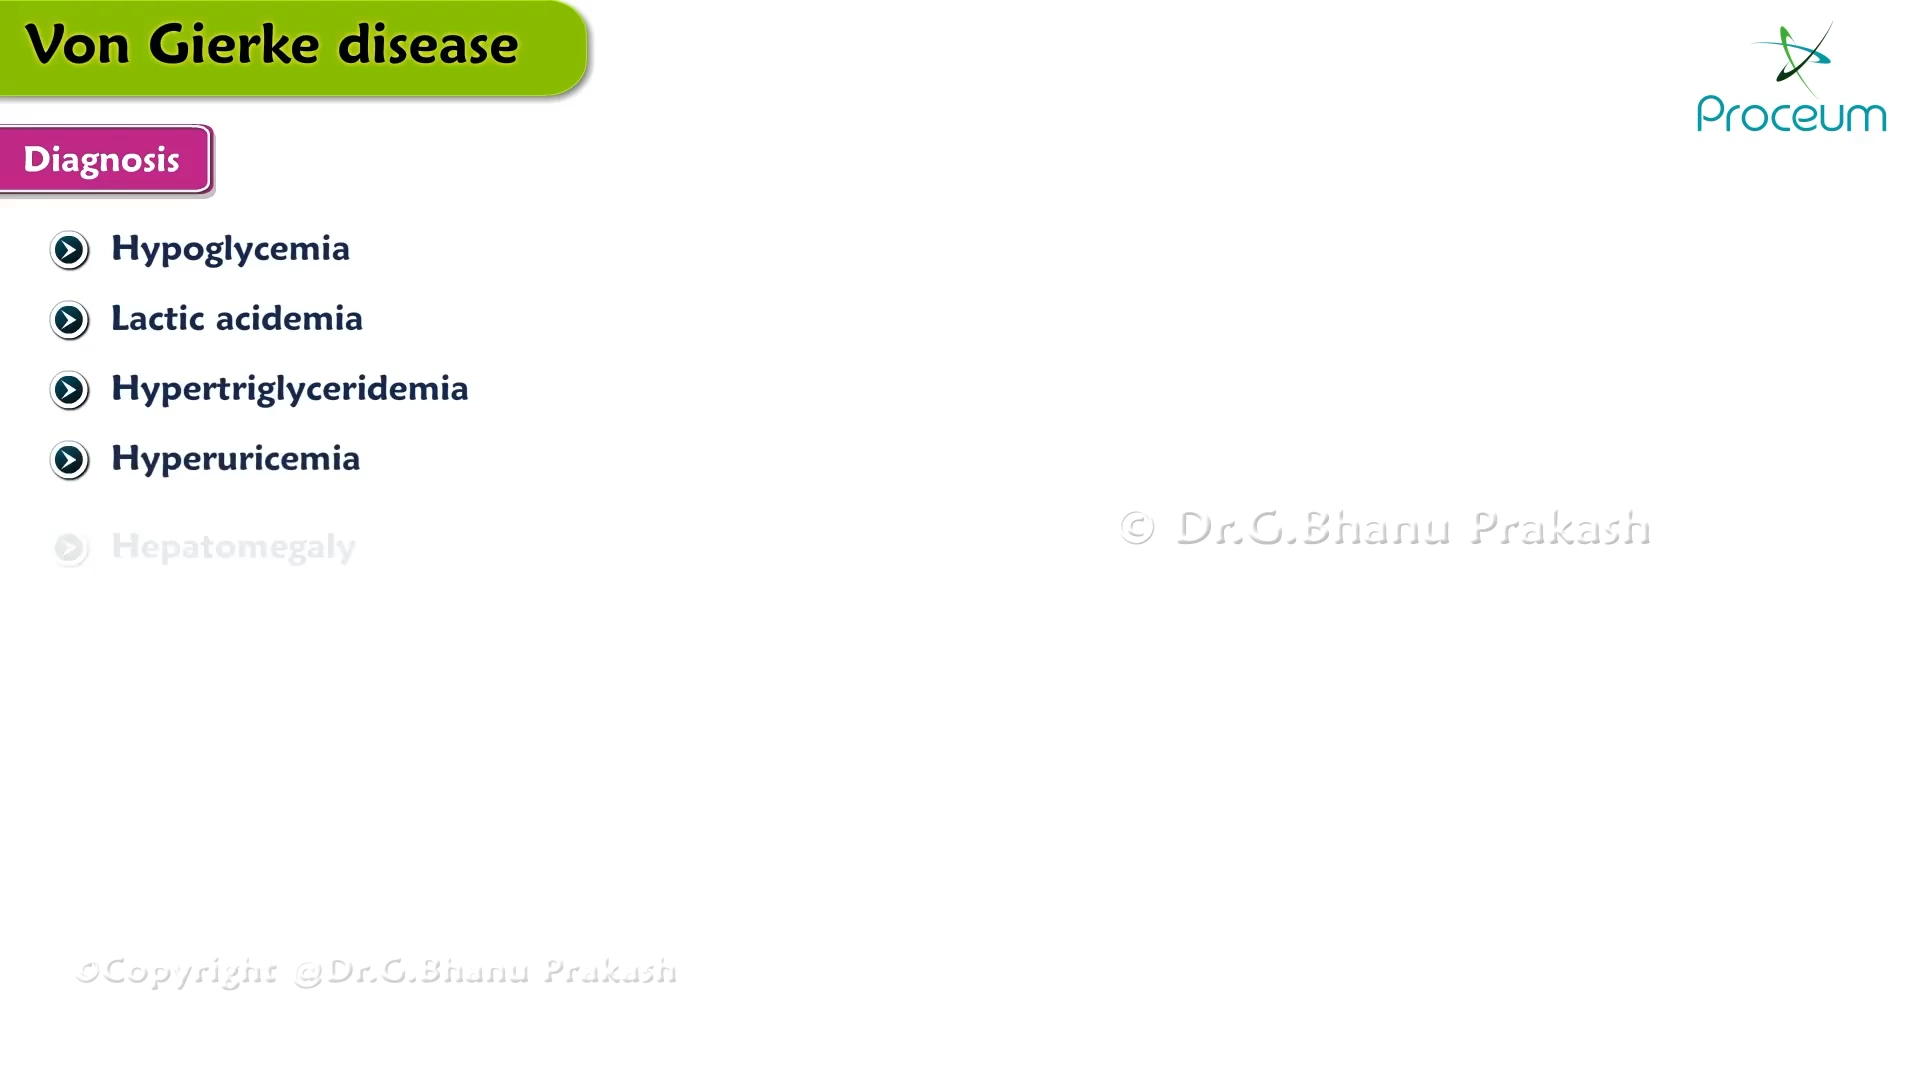 Von Gierke disease
Proceum
Diagnosis
Hypoglycemia
Lactic acidemia
Hypertriglyceridemia
Hyperuricemia
© Dr.G.Bhanu Prakash
Hepatomegaly
©Copyright @Dr.G.Bhanu Prakash